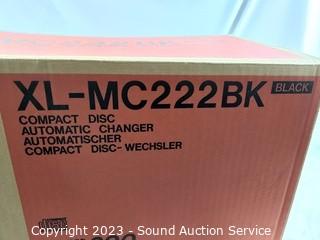 XL-MC222BK BLACK
COMPACT DISC
AUTOMATIC CHANGER
AUTOMATISCHER
COMPACT DISC-WECHSLER
Copyright 2023 - Sound Auction Service